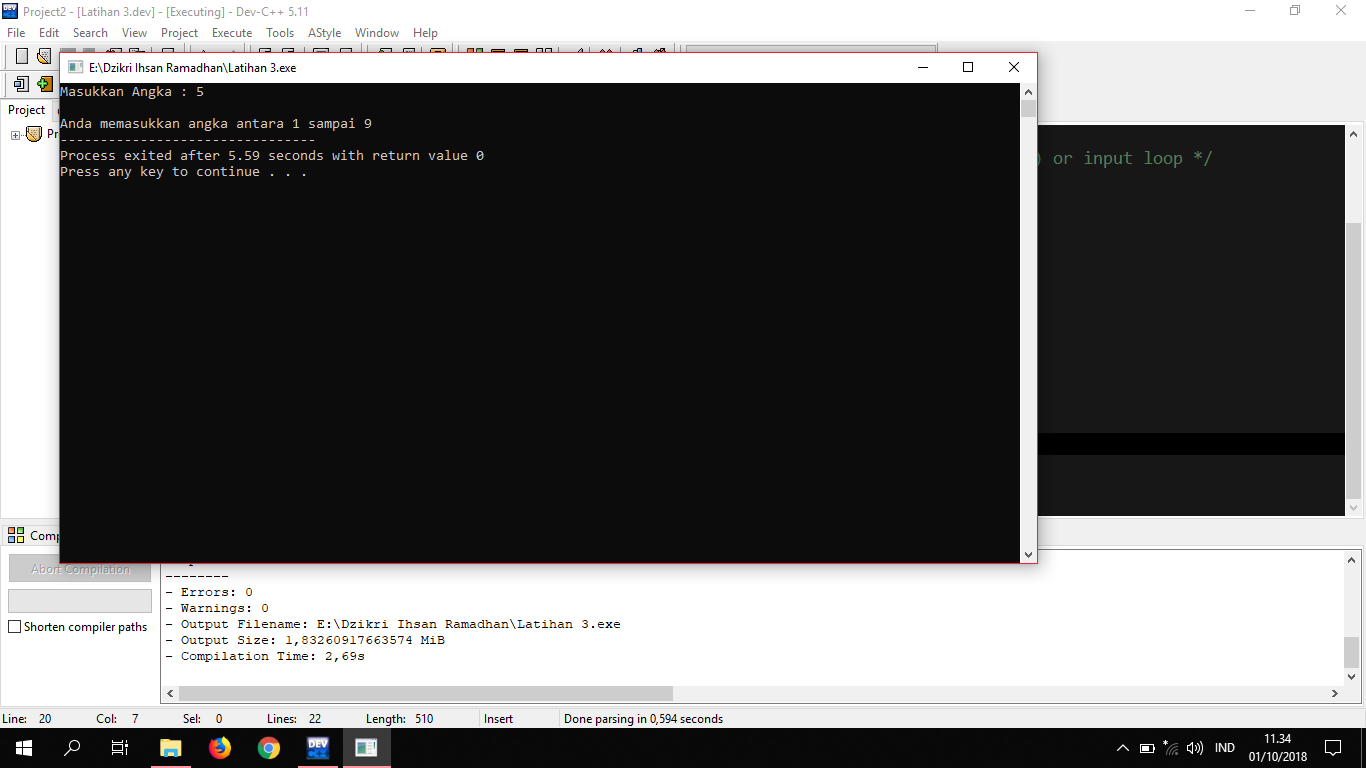 Project2 - [Latihan 3.dev] - [Executing] - Dev-C++ 5.11
File Edit Search View Project Execute Tools AStyle Window Help
E:\Dzikri Ihsan Ramadhan\Latihan 3.exe
Masukkan Angka : 5
Anda memasukkan angka antara 1 sampai 9
--------------------------------
Process exited after 5.59 seconds with return value 0
Press any key to continue . . .
Project
) or input loop */
Abort Compilation
Shorten compiler paths
--------
- Errors: 0
- Warnings: 0
- Output Filename: E:\Dzikri Ihsan Ramadhan\Latihan 3.exe
- Output Size: 1,83260917663574 MiB
- Compilation Time: 2,69s
Line: 20 Col: 7 Sel: 0 Lines: 22 Length: 510 Insert Done parsing in 0,594 seconds
DEV C++
IND
11.34
01/10/2018